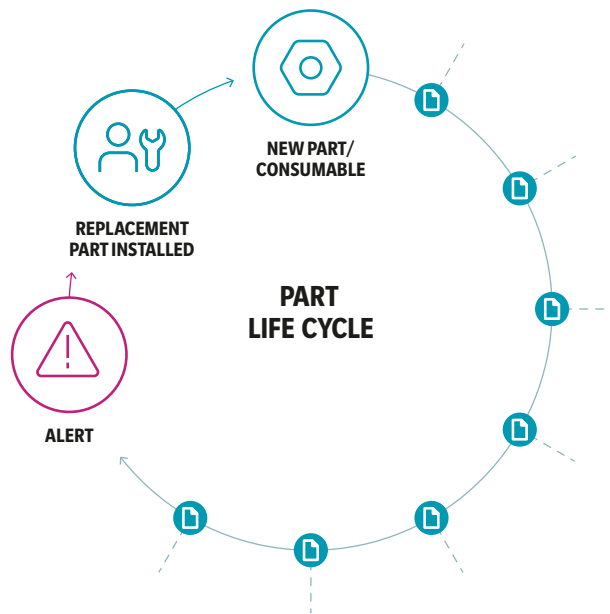 NEW PART/
CONSUMABLE
REPLACEMENT
PART INSTALLED
PART
LIFE CYCLE
ALERT